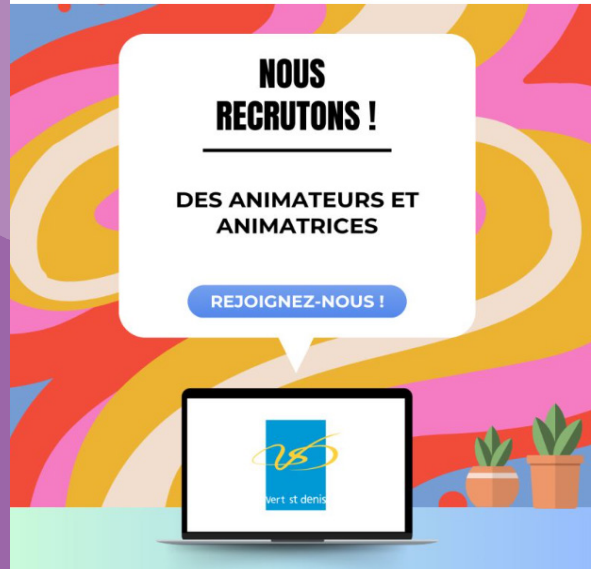 NOUS
RECRUTONS !
DES ANIMATEURS ET
ANIMATRICES
REJOIGNEZ-NOUS !
vert st denis